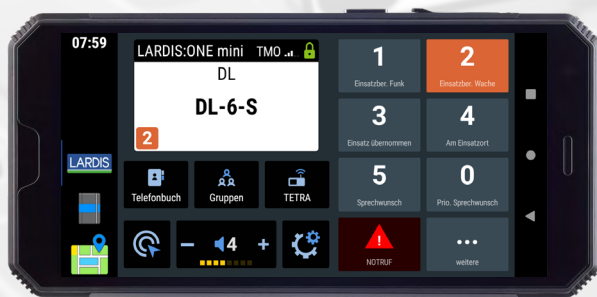 07:59
LARDIS:ONE mini TMO
DL
DL-6-S
2
LARDIS
Telefonbuch
Gruppen
TETRA
– 4 +
1
Einsatzber. Funk
2
Einsatzber. Wache
3
Einsatz übernommen
4
Am Einsatzort
5
Sprechwunsch
0
Prio. Sprechwunsch
!
NOTRUF
...
weitere